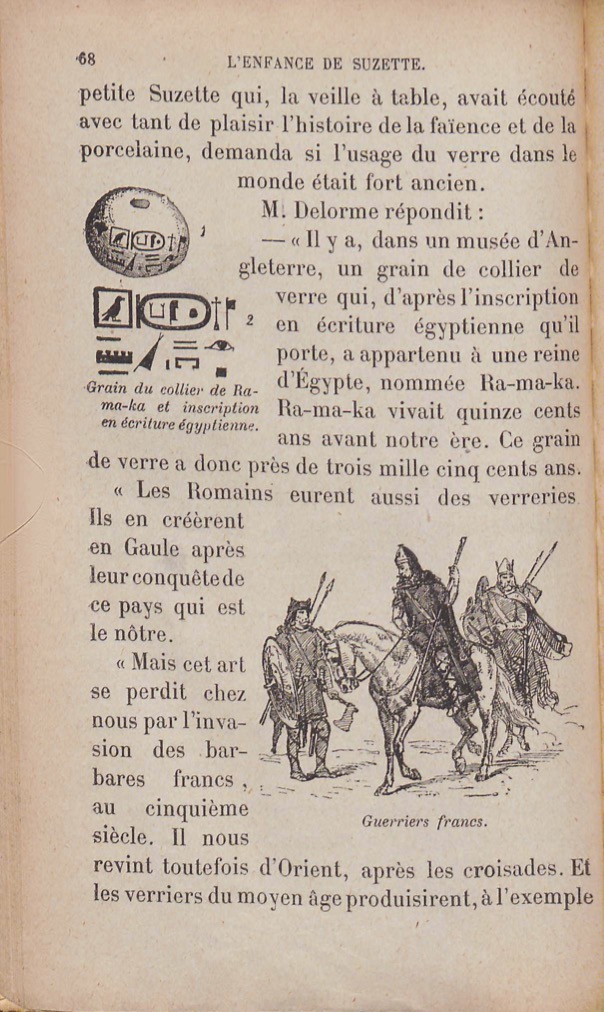 68
L'ENFANCE DE SUZETTE.
petite Suzette qui, la veille à table, avait écouté
avec tant de plaisir l'histoire de la faïence et de la
porcelaine, demanda si l'usage du verre dans le
monde était fort ancien.
M. Delorme répondit :
— « Il y a, dans un musée d'An-
gleterre, un grain de collier de
verre qui, d'après l'inscription
en écriture égyptienne qu'il
porte, a appartenu à une reine
d'Égypte, nommée Ra-ma-ka.
Ra-ma-ka vivait quinze cents
ans avant notre ère. Ce grain
de verre a donc près de trois mille cinq cents ans.
1
2
Grain du collier de Ra-
ma-ka et inscription
en écriture égyptienne.
« Les Romains eurent aussi des verreries
Ils en créèrent
en Gaule après
leur conquête de
ce pays qui est
le nôtre.
« Mais cet art
se perdit chez
nous par l'inva-
sion des bar-
bares francs,
au cinquième
siècle. Il nous
Guerriers francs.
revint toutefois d'Orient, après les croisades. Et
les verriers du moyen âge produisirent, à l'exemple